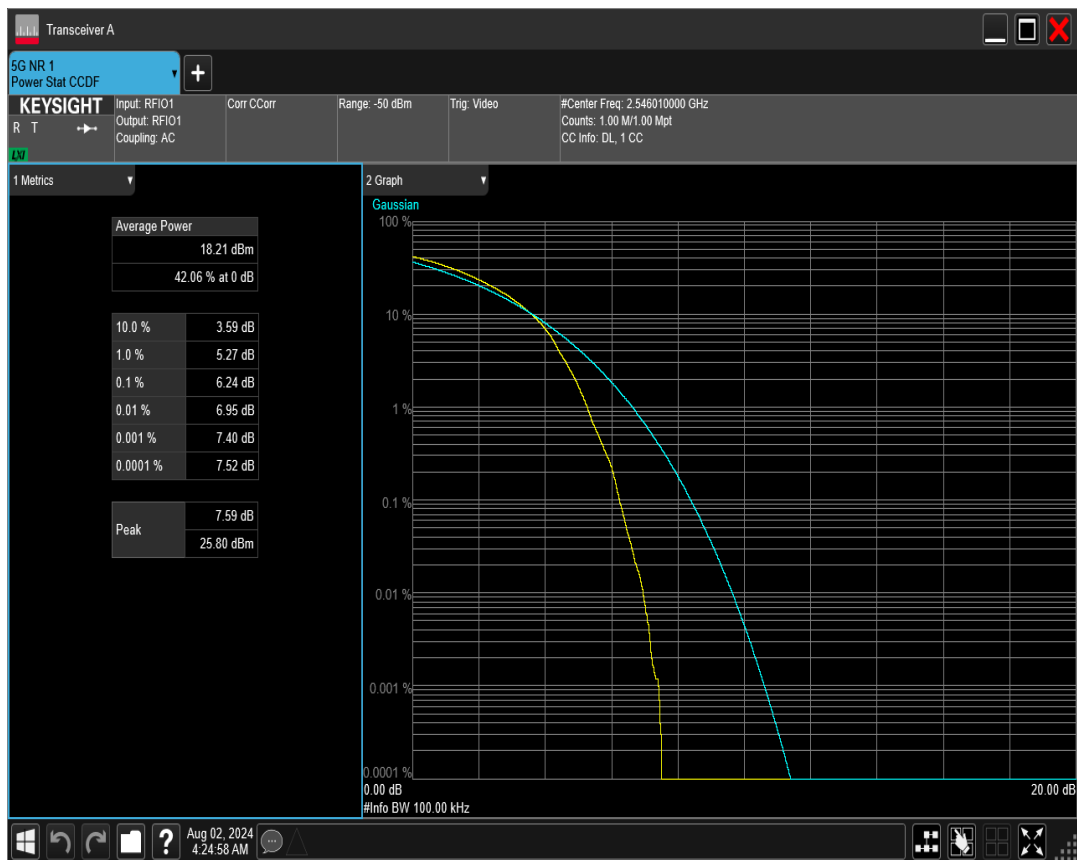 Transceiver A
5G NR 1
Power Stat CCDF
+
KEYSIGHT
R T
LXI
Input: RFIO1
Output: RFIO1
Coupling: AC
Corr CCorr
Range: -50 dBm
Trig: Video
#Center Freq: 2.546010000 GHz
Counts: 1.00 M/1.00 Mpt
CC Info: DL, 1 CC
1 Metrics
Average Power
18.21 dBm
42.06 % at 0 dB
10.0 % 3.59 dB
1.0 % 5.27 dB
0.1 % 6.24 dB
0.01 % 6.95 dB
0.001 % 7.40 dB
0.0001 % 7.52 dB
Peak 7.59 dB
25.80 dBm
2 Graph
Gaussian
100 %
10 %
1 %
0.1 %
0.01 %
0.001 %
0.0001 %
0.00 dB 20.00 dB
#Info BW 100.00 kHz
?
Aug 02, 2024
4:24:58 AM